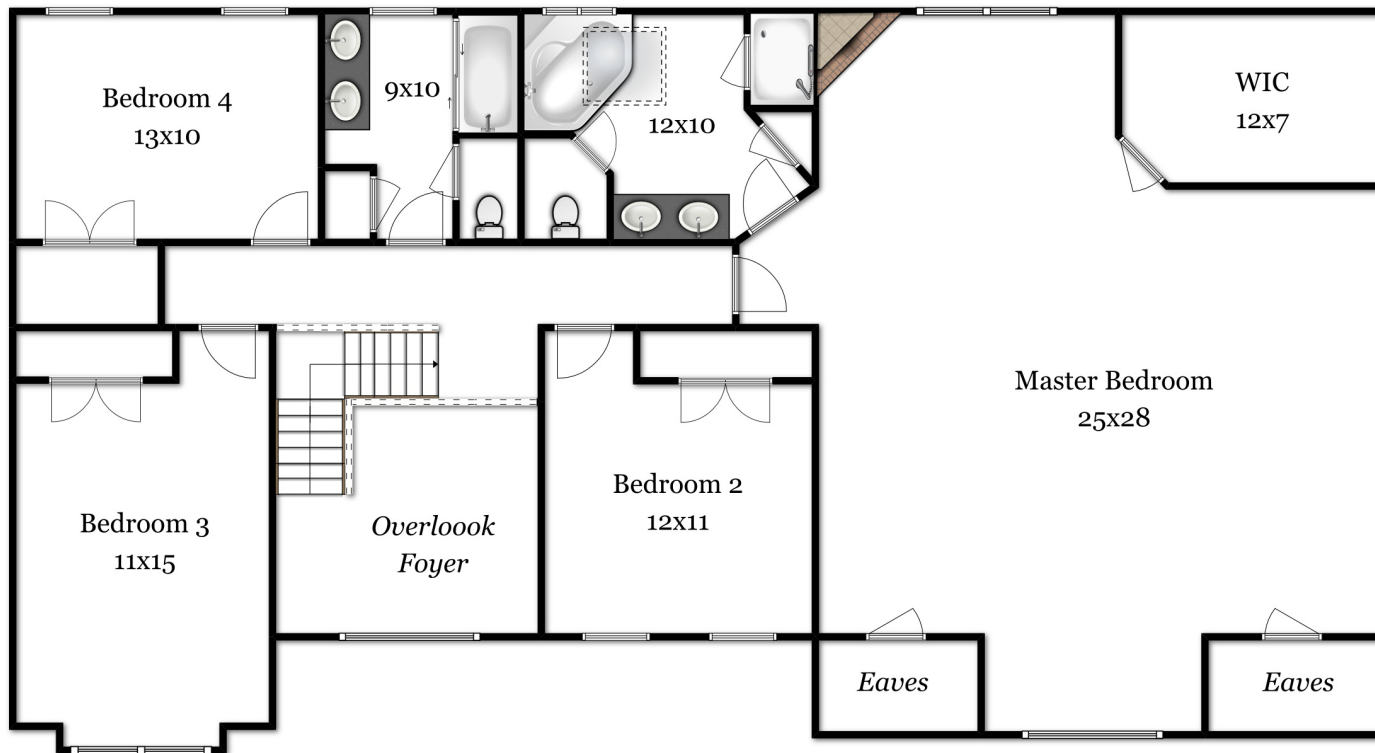 Bedroom 4
13x10
9x10
12x10
WIC
12x7
Master Bedroom
25x28
Bedroom 2
12x11
Bedroom 3
11x15
Overloook
Foyer
Eaves
Eaves